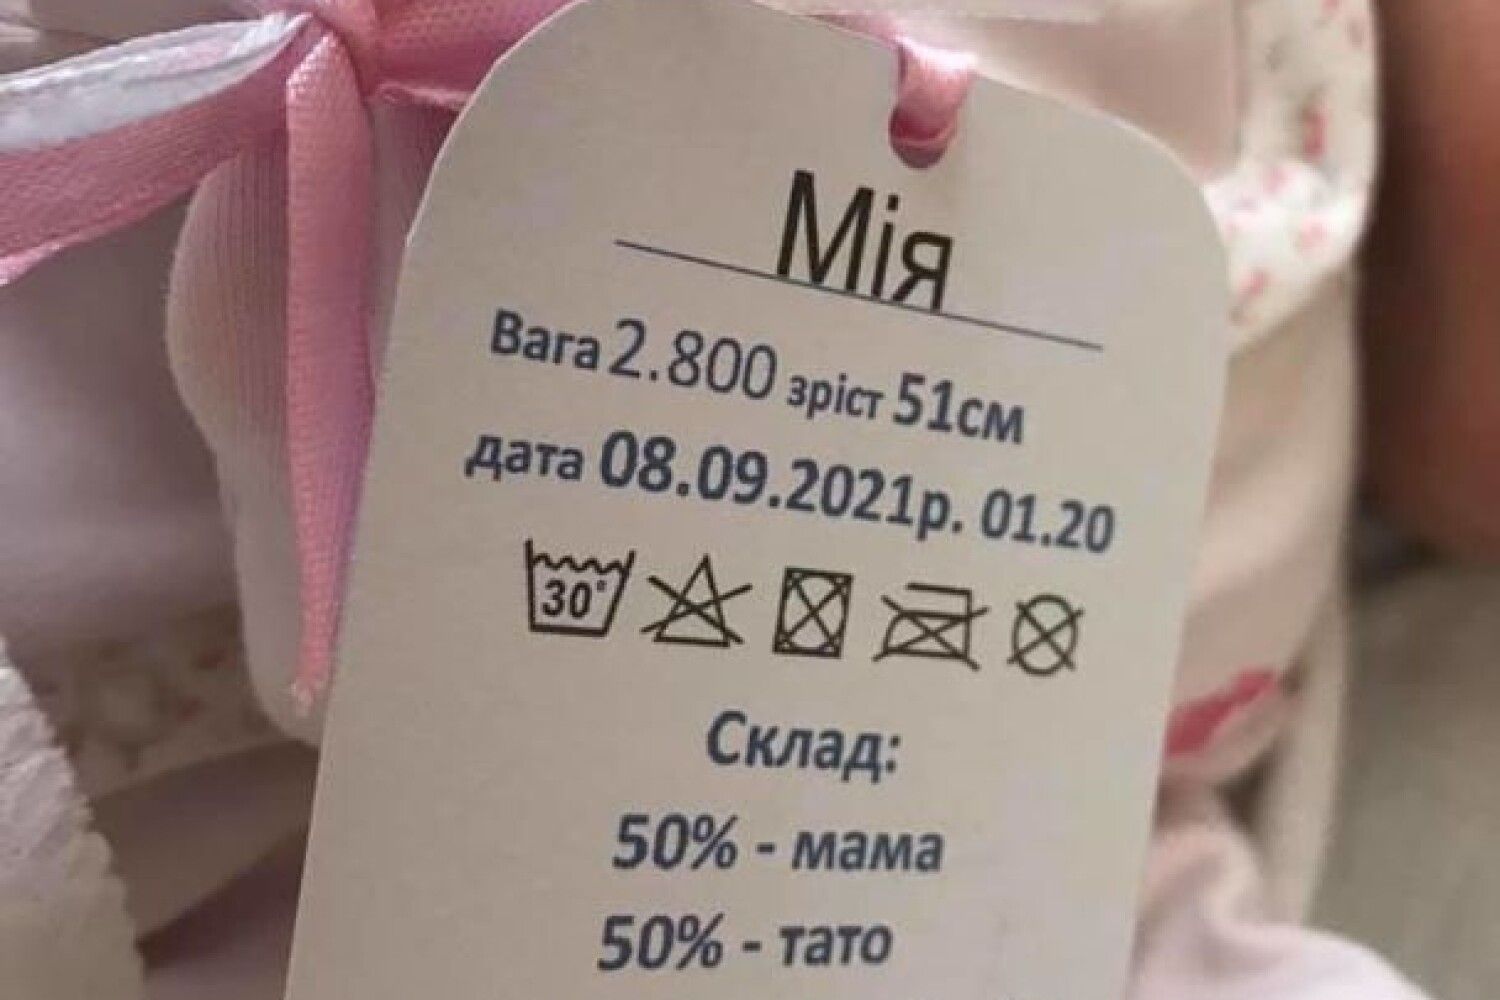 Мія
Вага 2.800 зріст 51см
дата 08.09.2021р. 01.20
30°
Склад:
50% - мама
50% - тато